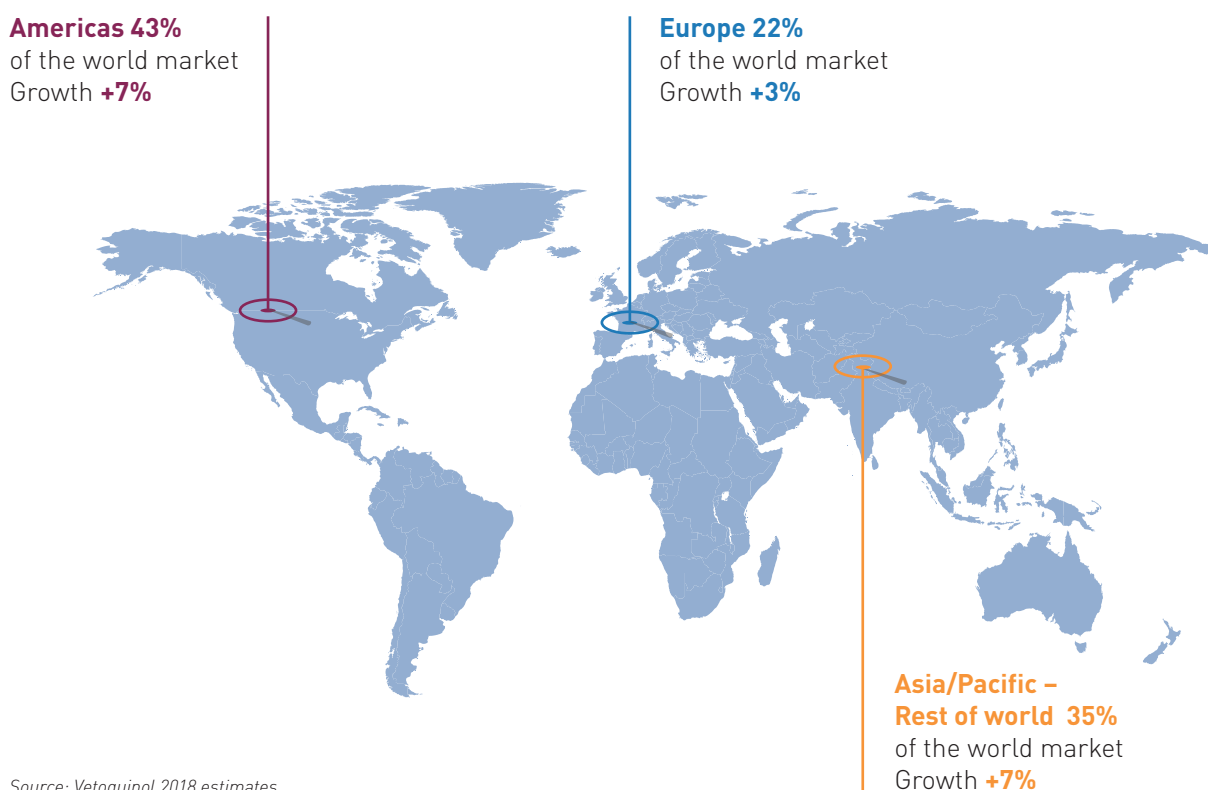 Americas 43%
of the world market
Growth +7%
Europe 22%
of the world market
Growth +3%
Asia/Pacific –
Rest of world 35%
of the world market
Growth +7%
Source: Vetoquinol 2018 estimates